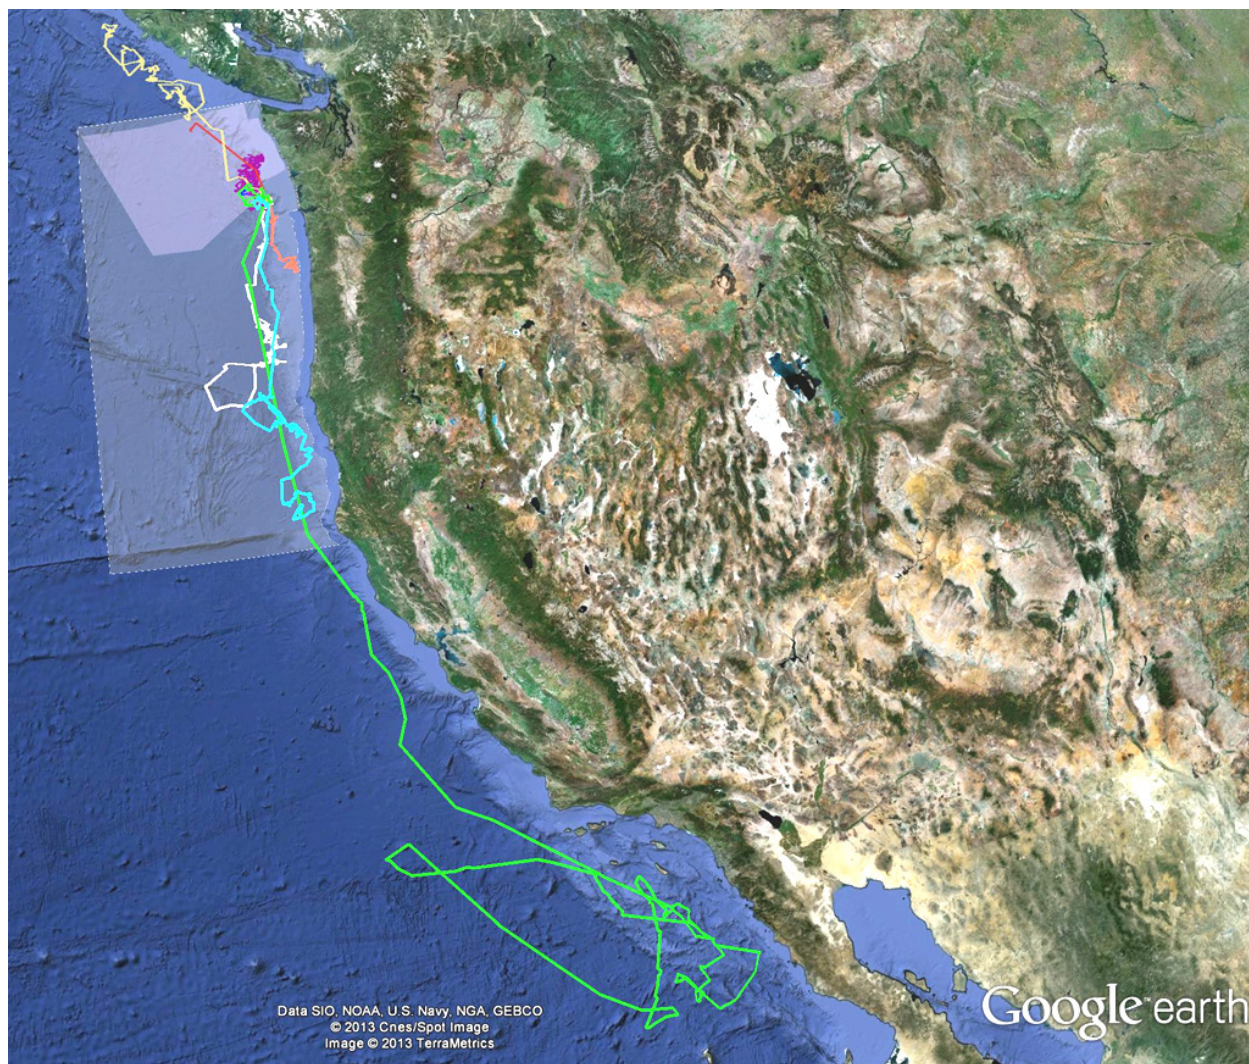 Data SIO, NOAA, U.S. Navy, NGA, GEBCO
© 2013 Cnes/Spot Image
Image © 2013 TerraMetrics
Google earth